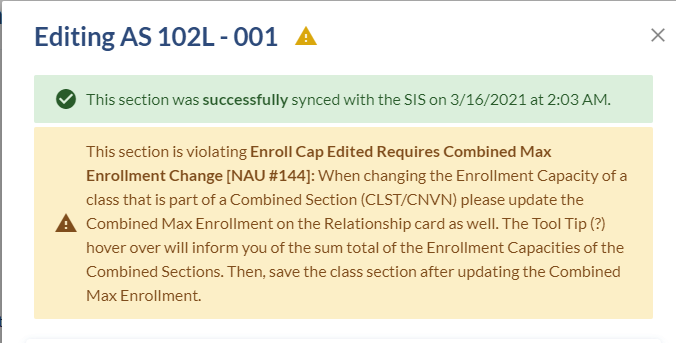 Editing AS 102L - 001
This section was successfully synced with the SIS on 3/16/2021 at 2:03 AM.
This section is violating Enroll Cap Edited Requires Combined Max
Enrollment Change [NAU #144]: When changing the Enrollment Capacity of a
class that is part of a Combined Section (CLST/CNVN) please update the
Combined Max Enrollment on the Relationship card as well. The Tool Tip (?)
hover over will inform you of the sum total of the Enrollment Capacities of the
Combined Sections. Then, save the class section after updating the Combined
Max Enrollment.